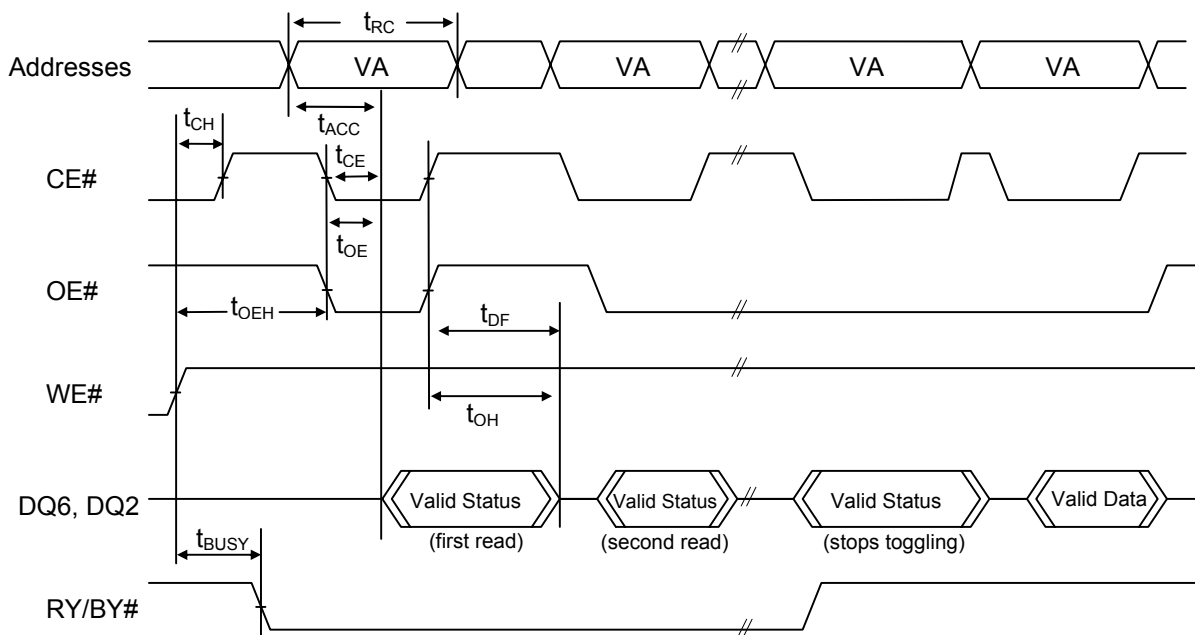 tRC
Addresses VA VA VA VA
tCH tACC
tCE
CE#
tOE
OE#
tOEH tDF
WE#
tOH
DQ6, DQ2 Valid Status Valid Status Valid Status Valid Data
(first read) (second read) (stops toggling)
tBUSY
RY/BY#